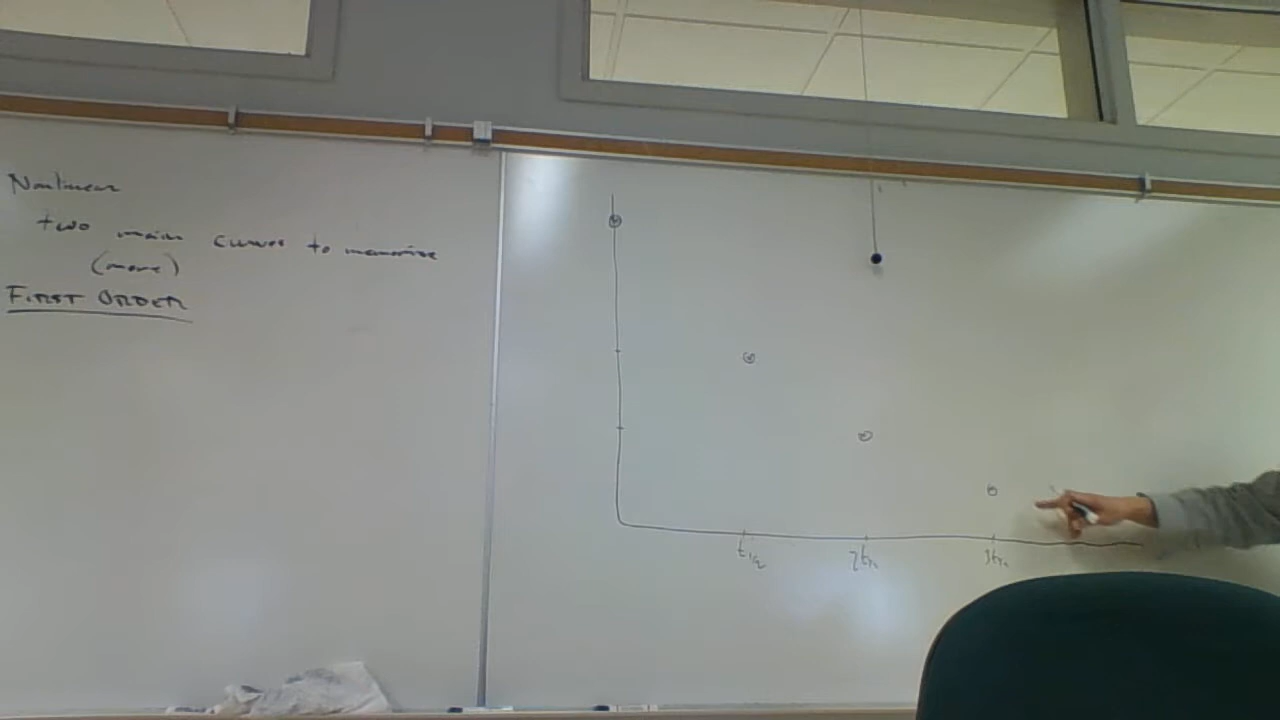 Nonlinear
two main curves to memorize
(more)
FIRST ORDER
t1/2
2t1/2
3t1/2